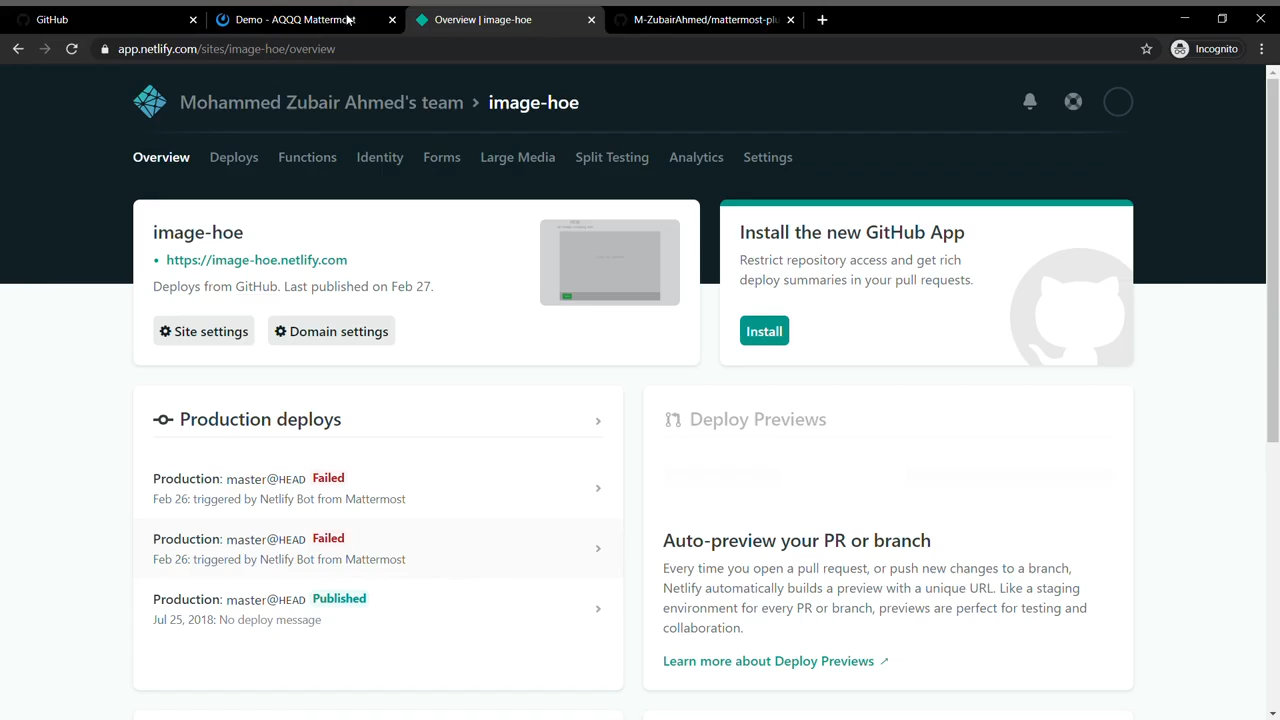 GitHub
Demo - AQQQ Mattermost
Overview | image-hoe
M-ZubairAhmed/mattermost-plu
app.netlify.com/sites/image-hoe/overview
Incognito
Mohammed Zubair Ahmed's team > image-hoe
Overview Deploys Functions Identity Forms Large Media Split Testing Analytics Settings
image-hoe
• https://image-hoe.netlify.com
Deploys from GitHub. Last published on Feb 27.
Site settings
Domain settings
Install the new GitHub App
Restrict repository access and get rich
deploy summaries in your pull requests.
Install
Production deploys
Production: master@HEAD Failed
Feb 26: triggered by Netlify Bot from Mattermost
Production: master@HEAD Failed
Feb 26: triggered by Netlify Bot from Mattermost
Production: master@HEAD Published
Jul 25, 2018: No deploy message
Deploy Previews
Auto-preview your PR or branch
Every time you open a pull request, or push new changes to a branch,
Netlify automatically builds a preview with a unique URL. Like a staging
environment for every PR or branch, previews are perfect for testing and
collaboration.
Learn more about Deploy Previews ↗